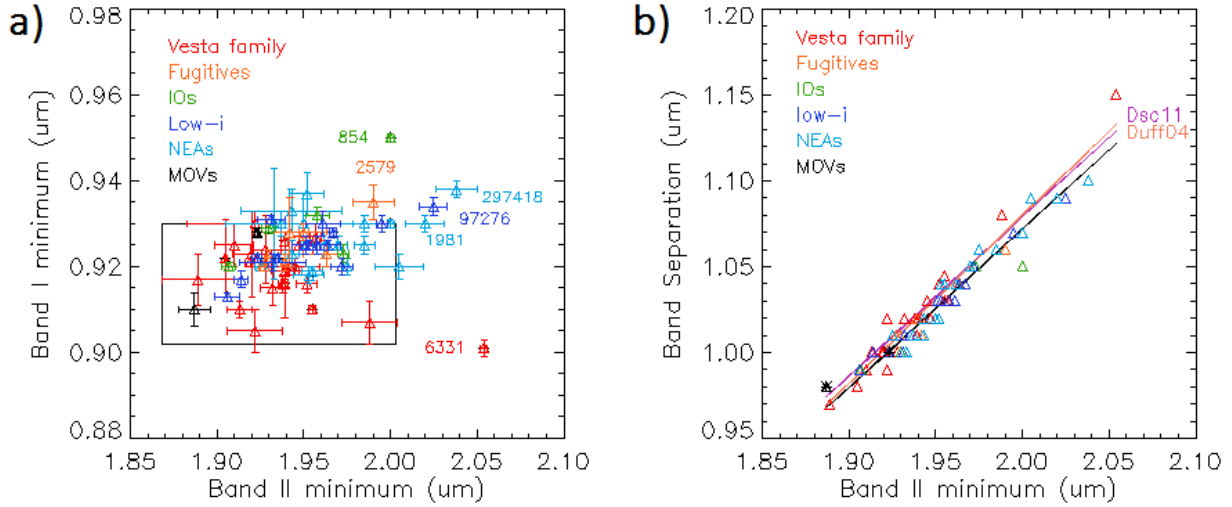 a)
0.98
0.96
0.94
0.92
0.90
0.88
Band I minimum (um)
Vesta family
Fugitives
IOs
Low-i
NEAs
MOVs
854
2579
297418
97276
1981
6331
1.85 1.90 1.95 2.00 2.05 2.10
Band II minimum (um)
b)
1.20
1.15
1.10
1.05
1.00
0.95
Band Separation (um)
Vesta family
Fugitives
IOs
low-i
NEAs
MOVs
Dsc11
Duff04
1.85 1.90 1.95 2.00 2.05 2.10
Band II minimum (um)